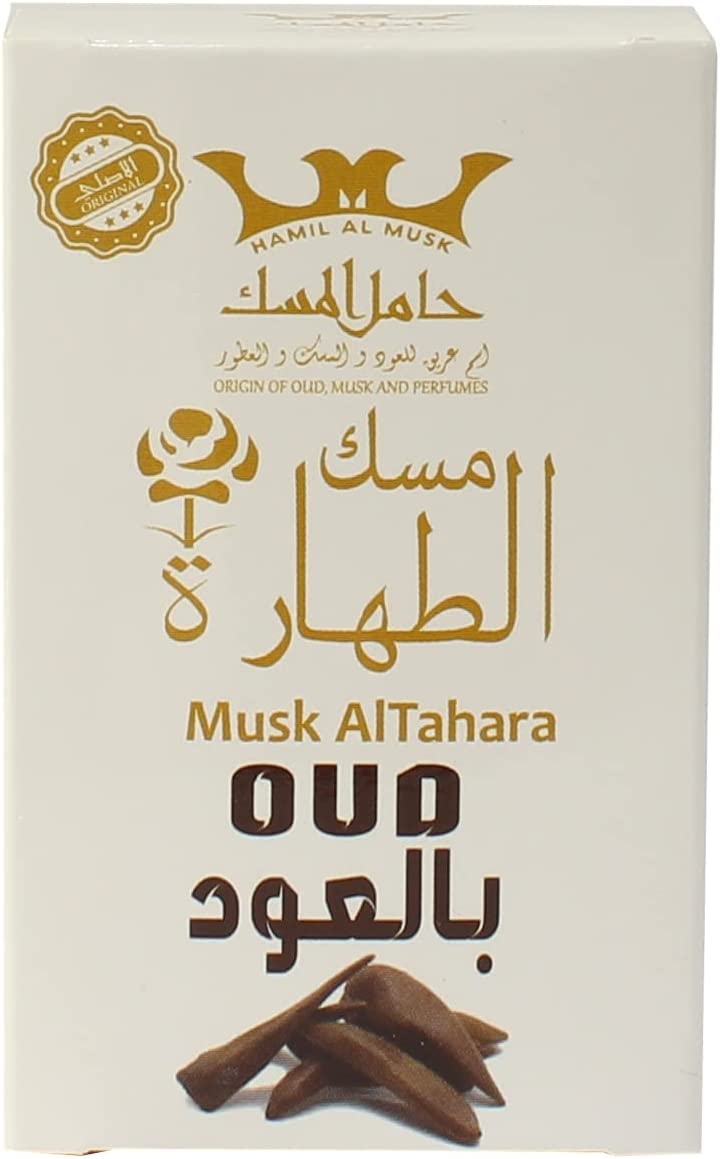 الأصلي
ORIGINAL
M
HAMIL AL MUSK
حامل المسك
اسم عريق للعود و المسك و العطور
ORIGIN OF OUD, MUSK AND PERFUMES
مسك
الطهارة
Musk AlTahara
OUD
بالعود